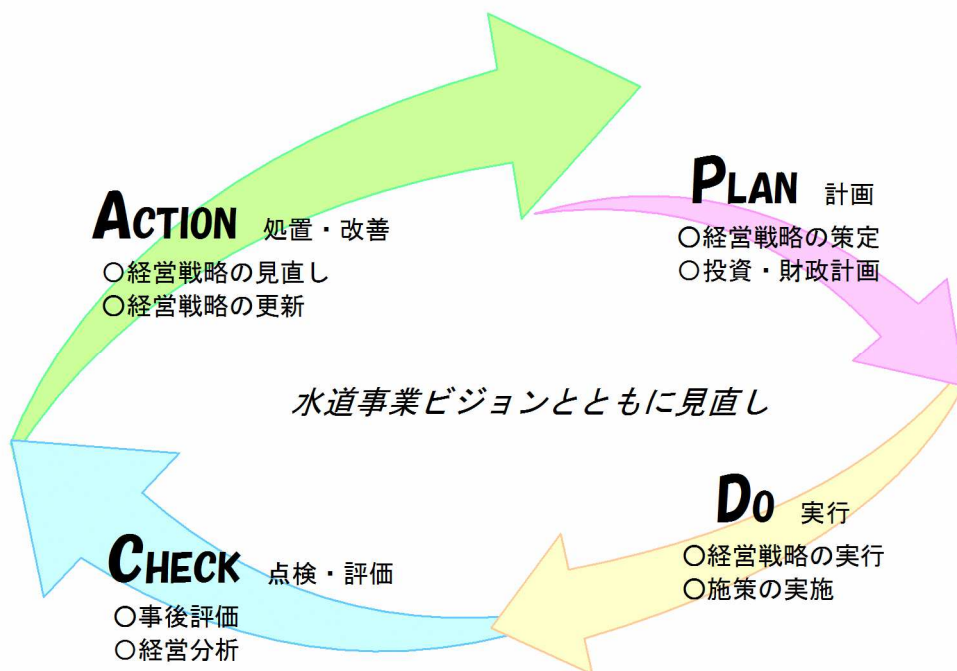 PLAN 計画
○経営戦略の策定
○投資・財政計画
DO 実行
○経営戦略の実行
○施策の実施
CHECK 点検・評価
○事後評価
○経営分析
ACTION 処置・改善
○経営戦略の見直し
○経営戦略の更新
水道事業ビジョンとともに見直し